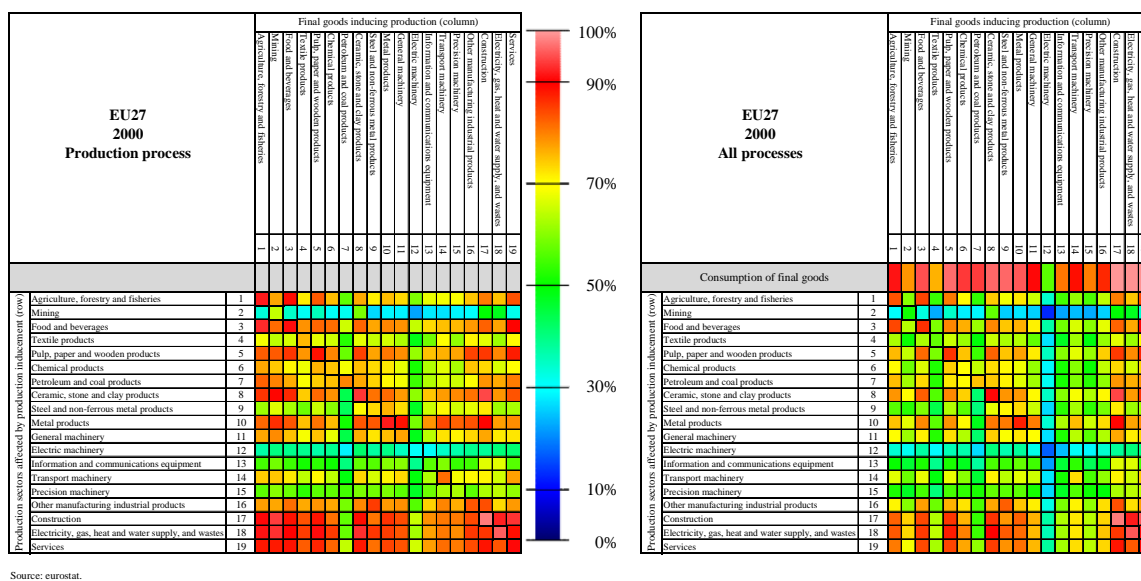 Final goods inducing production (column)
EU27
2000
Production process
Agriculture, forestry and fisheries
Mining
Food and beverages
Textile products
Pulp, paper and wooden products
Chemical products
Petroleum and coal products
Ceramic, stone and clay products
Steel and non-ferrous metal products
Metal products
General machinery
Electric machinery
Information and communications equipment
Transport machinery
Precision machinery
Other manufacturing industrial products
Construction
Electricity, gas, heat and water supply, and wastes
Services
1 2 3 4 5 6 7 8 9 10 11 12 13 14 15 16 17 18 19
Production sectors affected by production inducement (row)
Agriculture, forestry and fisheries 1
Mining 2
Food and beverages 3
Textile products 4
Pulp, paper and wooden products 5
Chemical products 6
Petroleum and coal products 7
Ceramic, stone and clay products 8
Steel and non-ferrous metal products 9
Metal products 10
General machinery 11
Electric machinery 12
Information and communications equipment 13
Transport machinery 14
Precision machinery 15
Other manufacturing industrial products 16
Construction 17
Electricity, gas, heat and water supply, and wastes 18
Services 19
100%
90%
70%
50%
30%
10%
0%
Final goods inducing production (column)
EU27
2000
All processes
Agriculture, forestry and fisheries
Mining
Food and beverages
Textile products
Pulp, paper and wooden products
Chemical products
Petroleum and coal products
Ceramic, stone and clay products
Steel and non-ferrous metal products
Metal products
General machinery
Electric machinery
Information and communications equipment
Transport machinery
Precision machinery
Other manufacturing industrial products
Construction
Electricity, gas, heat and water supply, and wastes
1 2 3 4 5 6 7 8 9 10 11 12 13 14 15 16 17 18
Consumption of final goods
Production sectors affected by production inducement (row)
Agriculture, forestry and fisheries 1
Mining 2
Food and beverages 3
Textile products 4
Pulp, paper and wooden products 5
Chemical products 6
Petroleum and coal products 7
Ceramic, stone and clay products 8
Steel and non-ferrous metal products 9
Metal products 10
General machinery 11
Electric machinery 12
Information and communications equipment 13
Transport machinery 14
Precision machinery 15
Other manufacturing industrial products 16
Construction 17
Electricity, gas, heat and water supply, and wastes 18
Services 19
Source: eurostat.